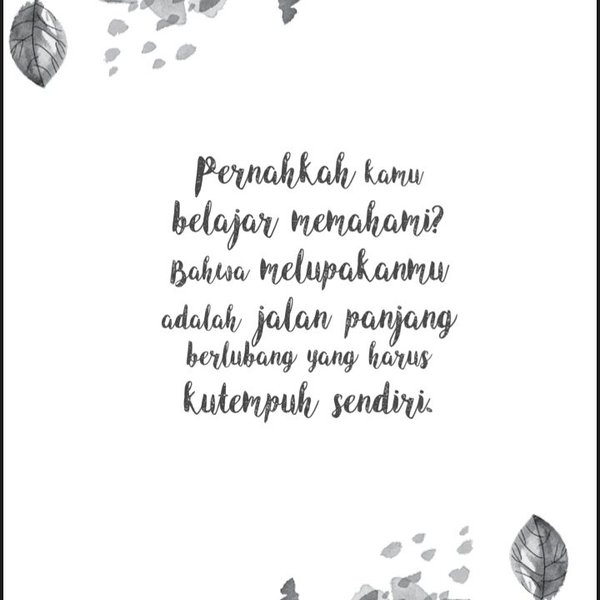 Pernahkah kamu
belajar memahami?
Bahwa melupakanmu
adalah jalan panjang
berlubang yang harus
kutempuh sendiri.